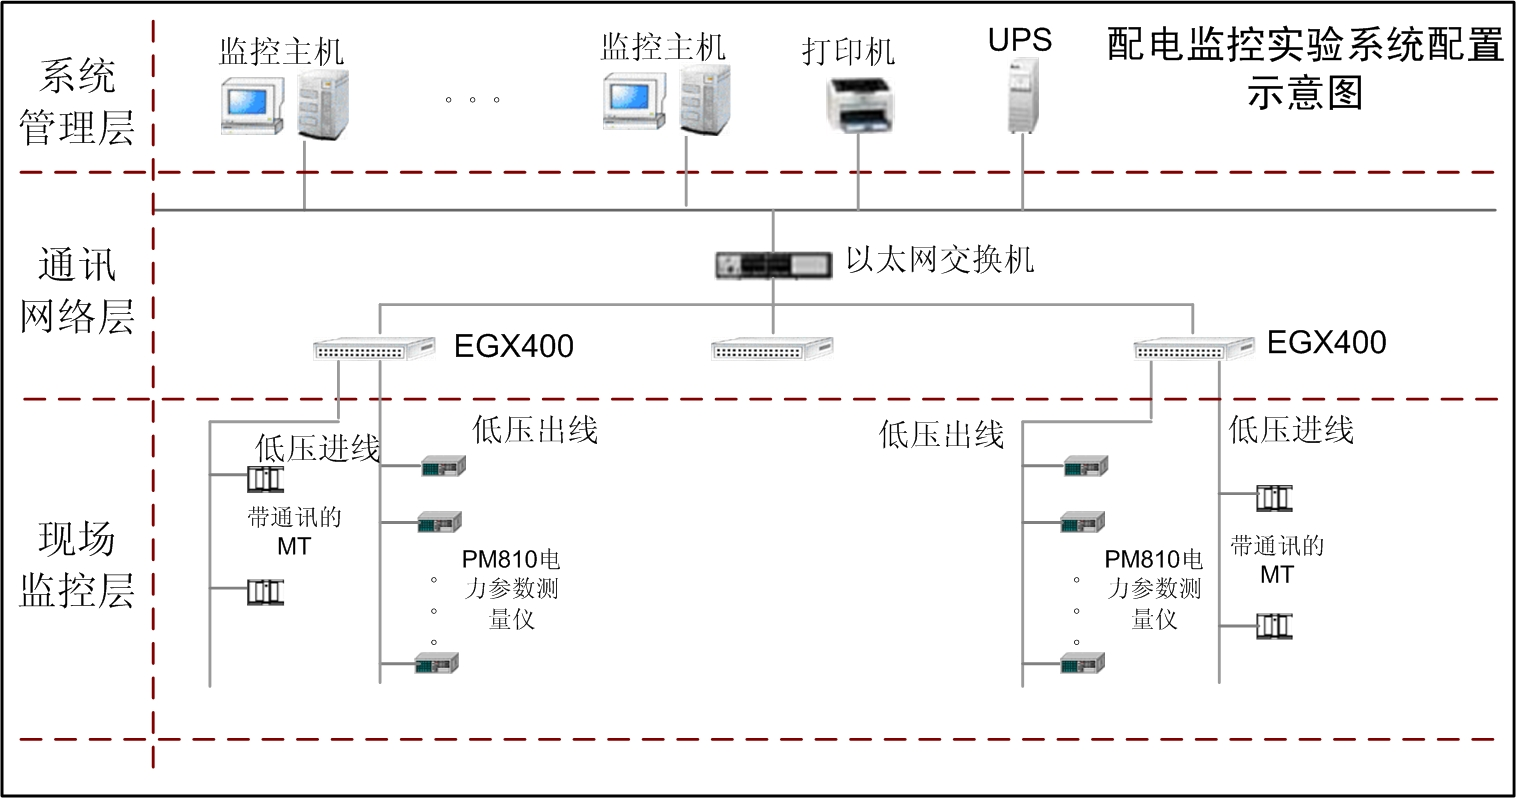 配电监控实验系统配置
示意图
系统
管理层
监控主机
。。。
监控主机
打印机
UPS
通讯
网络层
以太网交换机
EGX400
EGX400
现场
监控层
低压进线
低压出线
带通讯的
MT
PM810电
力参数测
量仪
。
。
。
低压出线
低压进线
PM810电
力参数测
量仪
。
。
。
带通讯的
MT